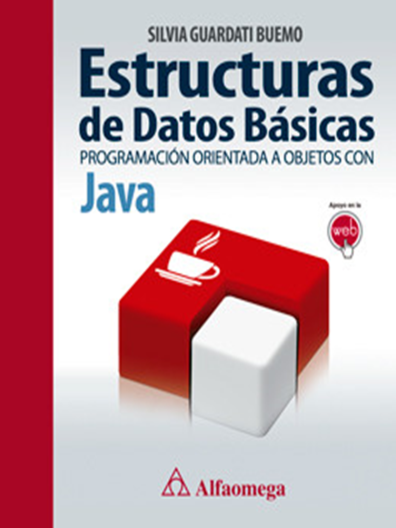 SILVIA GUARDATI BUEMO
Estructuras
de Datos Básicas
PROGRAMACIÓN ORIENTADA A OBJETOS CON
Java
Apoyo en la
web
Alfaomega